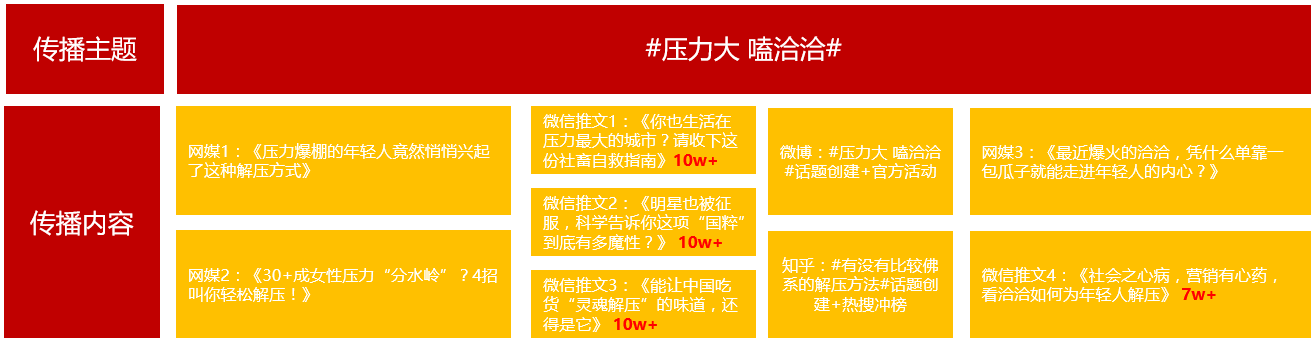 传播主题
#压力大 嗑洽洽#
传播内容
网媒1：《压力爆棚的年轻人竟然悄悄兴起
了这种解压方式》
网媒2：《30+成女性压力“分水岭”？4招
叫你轻松解压！》
微信推文1：《你也生活在
压力最大的城市？请收下这
份社畜自救指南》10w+
微信推文2：《明星也被征
服，科学告诉你这项“国粹”
到底有多魔性？》 10w+
微信推文3：《能让中国吃
货“灵魂解压”的味道，还
得是它》 10w+
微博：#压力大 嗑洽洽
#话题创建+官方活动
知乎：#有没有比较佛
系的解压方法#话题创
建+热搜冲榜
网媒3：《最近爆火的洽洽，凭什么单靠一
包瓜子就能走进年轻人的内心？》
微信推文4：《社会之心病，营销有心药，
看洽洽如何为年轻人解压》 7w+